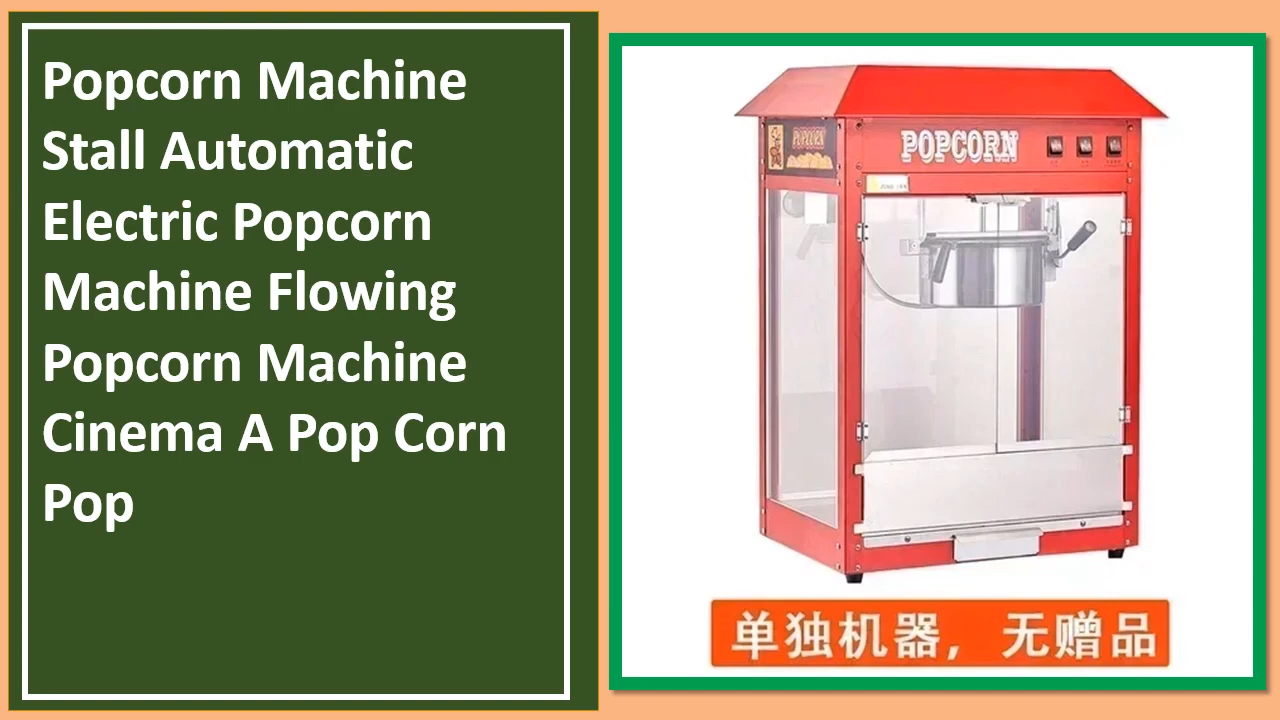 Popcorn Machine
Stall Automatic
Electric Popcorn
Machine Flowing
Popcorn Machine
Cinema A Pop Corn
Pop
POPCORN
POPCORN
单独机器，无赠品